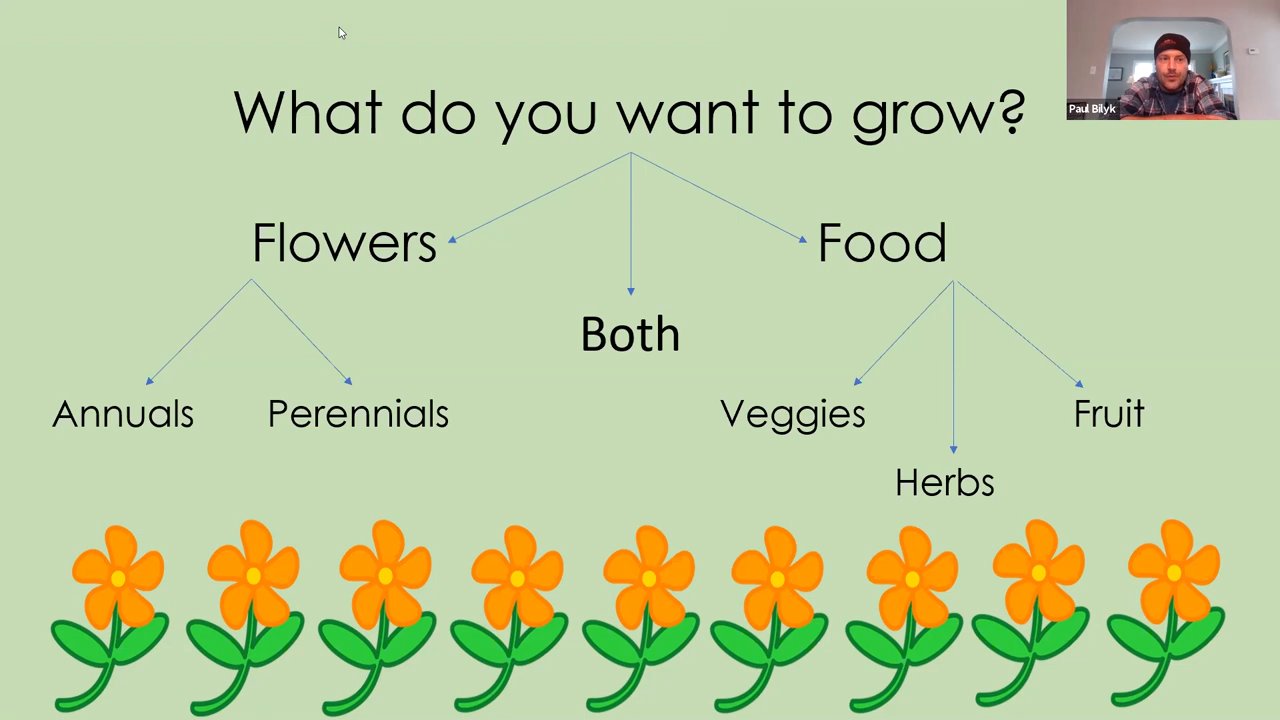 What do you want to grow?
Paul Bilyk
Flowers
Food
Both
Annuals
Perennials
Veggies
Fruit
Herbs